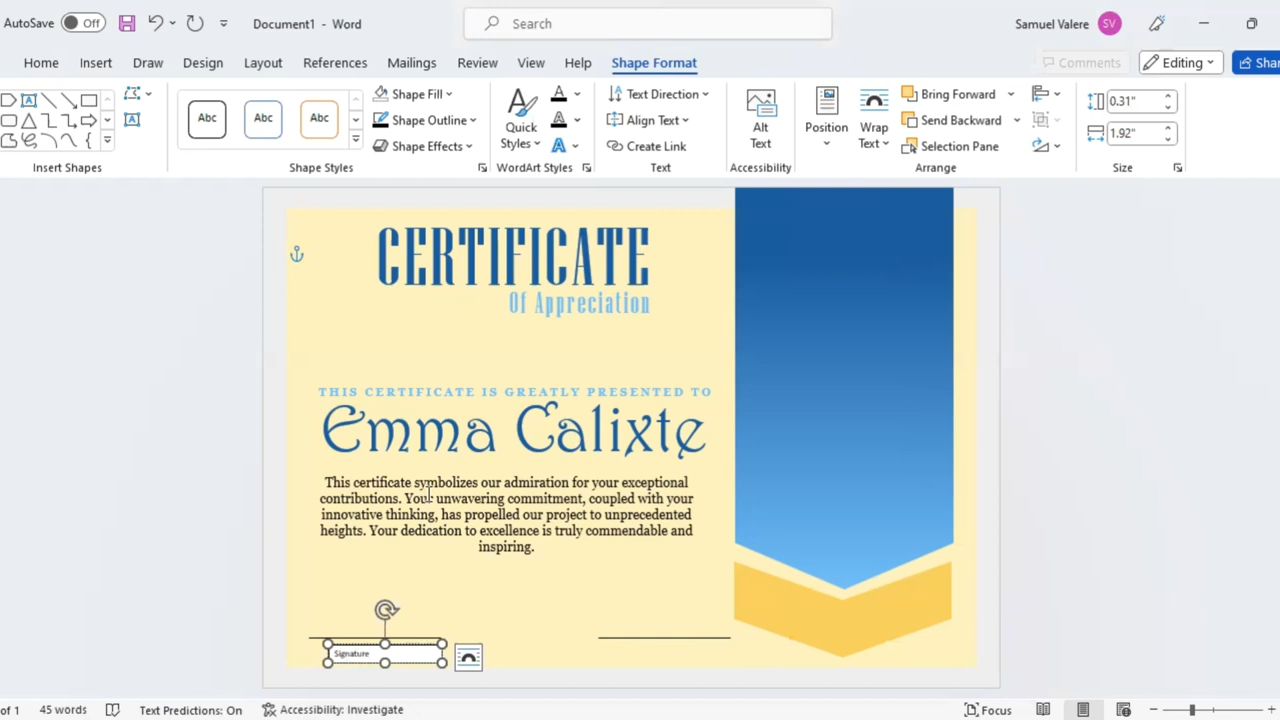 AutoSave Off Document1 - Word Search Samuel Valere SV
Home Insert Draw Design Layout References Mailings Review View Help Shape Format Comments Editing Shar
Shape Fill Text Direction Bring Forward 0.31"
Abc Abc Abc Shape Outline Align Text Send Backward
Shape Effects Quick Styles Create Link Alt Text Position Wrap Text Selection Pane 1.92"
Insert Shapes Shape Styles WordArt Styles Text Accessibility Arrange Size
CERTIFICATE
Of Appreciation
THIS CERTIFICATE IS GREATLY PRESENTED TO
Emma Calixte
This certificate symbolizes our admiration for your exceptional
contributions. Your unwavering commitment, coupled with your
innovative thinking, has propelled our project to unprecedented
heights. Your dedication to excellence is truly commendable and
inspiring.
Signature
of 1 45 words Text Predictions: On Accessibility: Investigate Focus